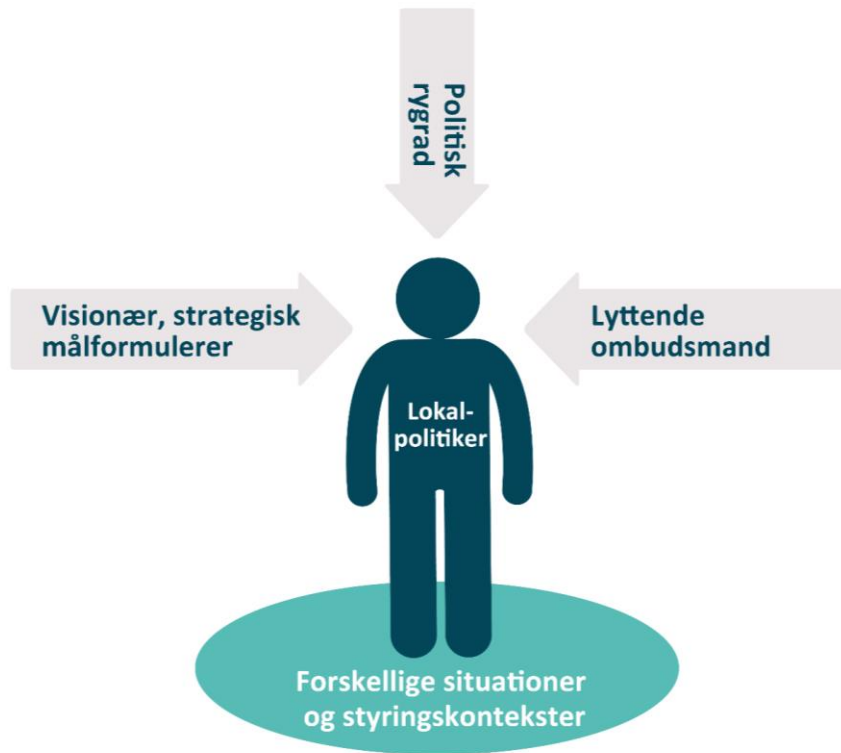 Politisk
rygrad
Visionær, strategisk
målformulerer
Lyttende
ombudsmand
Lokal-
politiker
Forskellige situationer
og styringskontekster